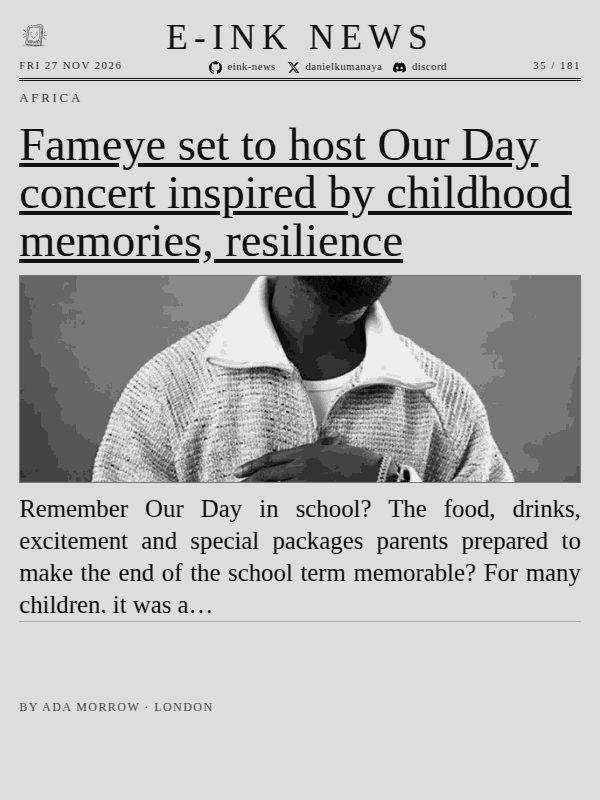 E-INK NEWS
FRI 27 NOV 2026
eink-news
danielkumanaya
discord
35 / 181
AFRICA
Fameye set to host Our Day
concert inspired by childhood
memories, resilience
Remember Our Day in school? The food, drinks,
excitement and special packages parents prepared to
make the end of the school term memorable? For many
children, it was a…
BY ADA MORROW · LONDON